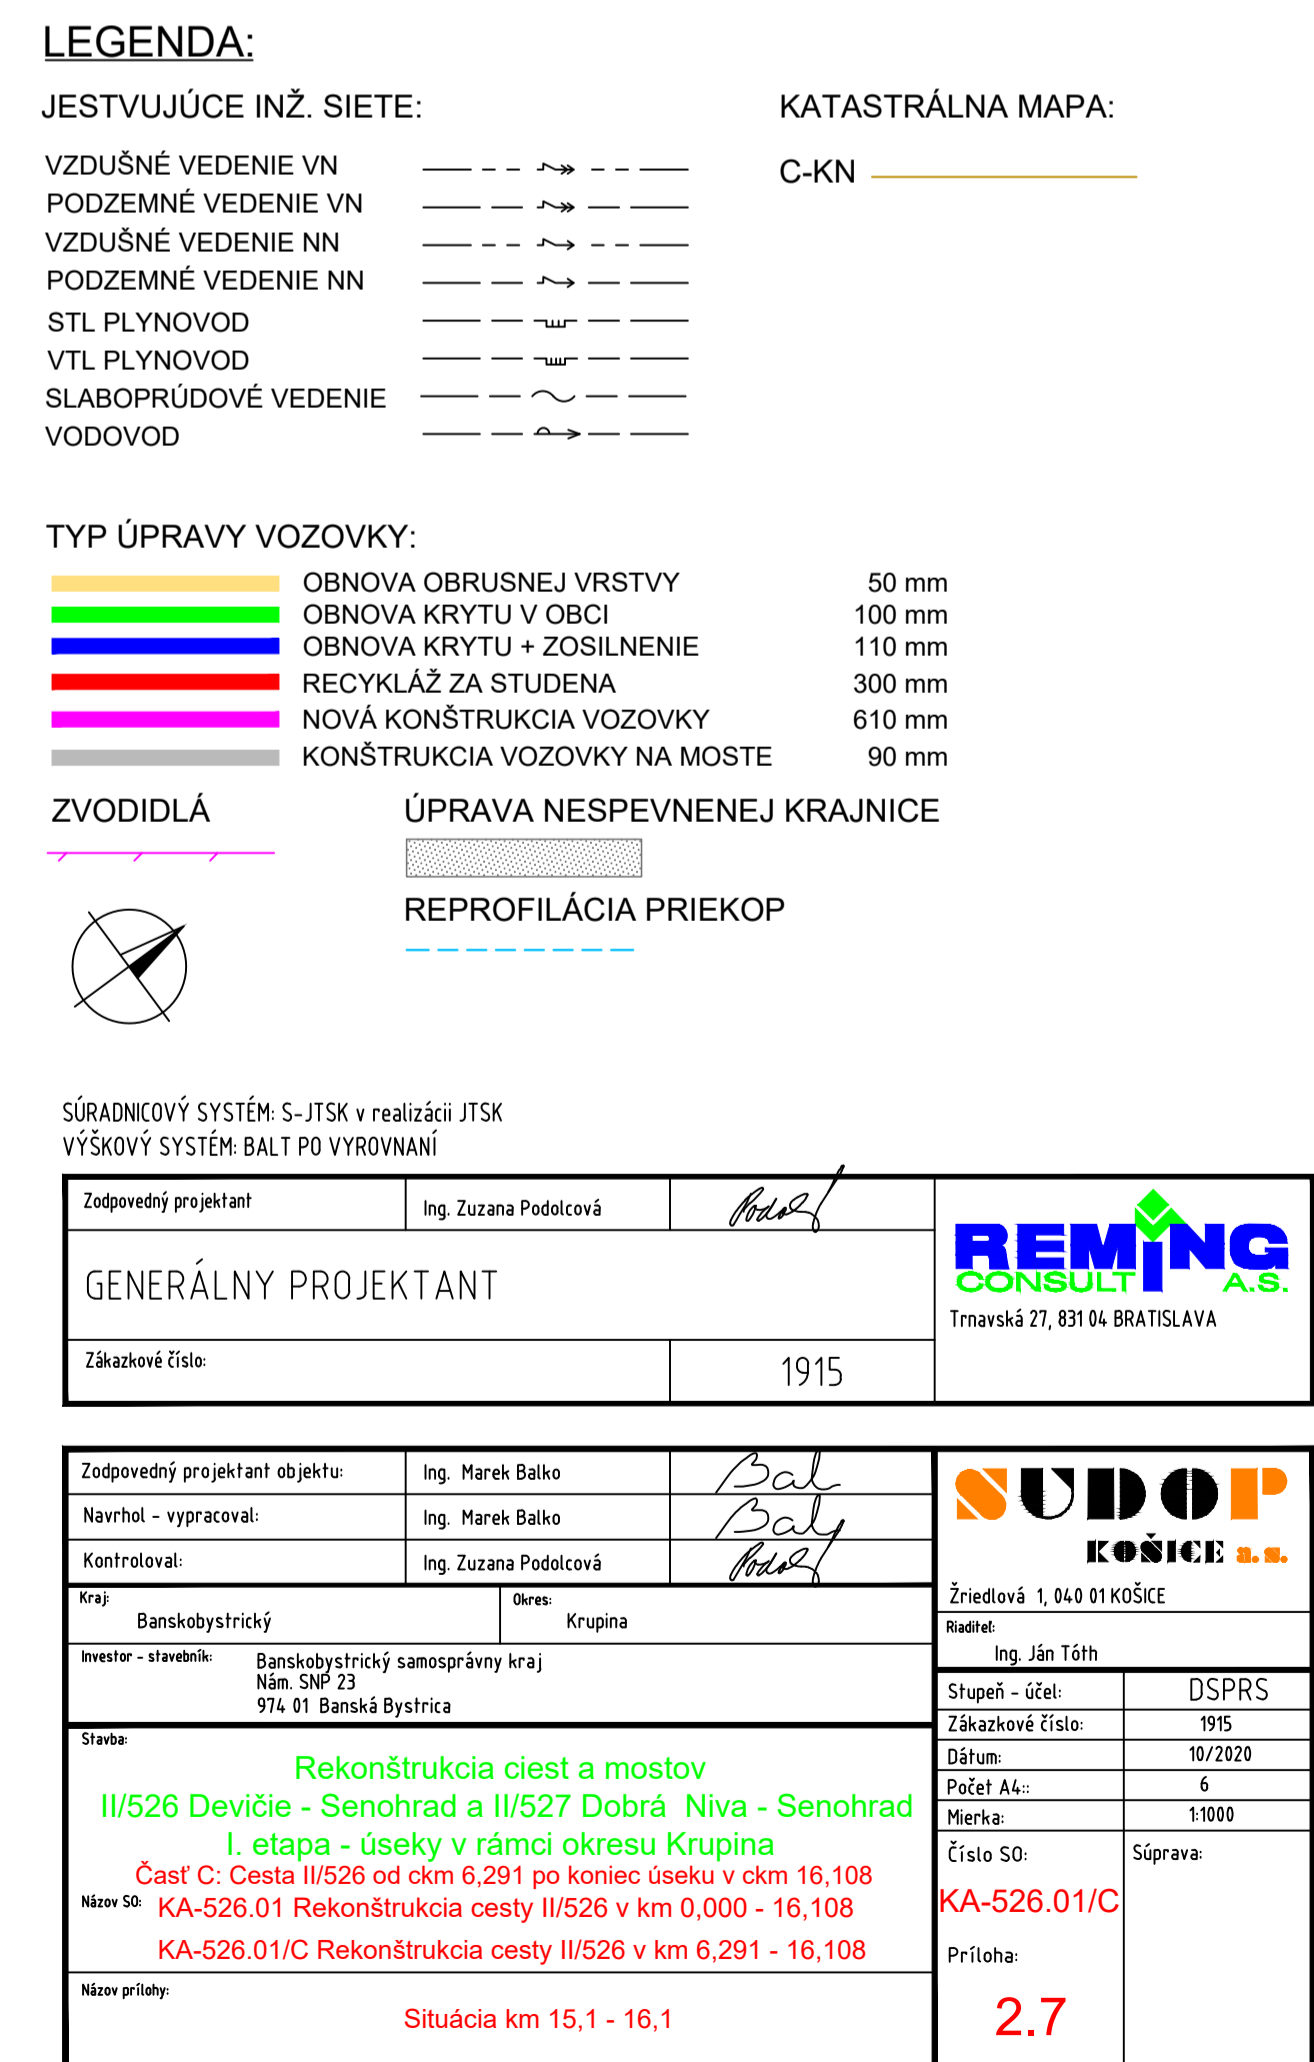 LEGENDA:
JESTVUJÚCE INŽ. SIETE:
VZDUŠNÉ VEDENIE VN
PODZEMNÉ VEDENIE VN
VZDUŠNÉ VEDENIE NN
PODZEMNÉ VEDENIE NN
STL PLYNOVOD
VTL PLYNOVOD
SLABOPRÚDOVÉ VEDENIE
VODOVOD
KATASTRÁLNA MAPA:
C-KN
TYP ÚPRAVY VOZOVKY:
OBNOVA OBRUSNEJ VRSTVY 50 mm
OBNOVA KRYTU V OBCI 100 mm
OBNOVA KRYTU + ZOSILNENIE 110 mm
RECYKLÁŽ ZA STUDENA 300 mm
NOVÁ KONŠTRUKCIA VOZOVKY 610 mm
KONŠTRUKCIA VOZOVKY NA MOSTE 90 mm
ZVODIDLÁ
ÚPRAVA NESPEVNENEJ KRAJNICE
REPROFILÁCIA PRIEKOP
SÚRADNICOVÝ SYSTÉM: S-JTSK v realizácii JTSK
VÝŠKOVÝ SYSTÉM: BALT PO VYROVNANÍ
Zodpovedný projektant Ing. Zuzana Podolcová
GENERÁLNY PROJEKTANT
Zákazkové číslo: 1915
REMING
CONSULT A.S.
Trnavská 27, 831 04 BRATISLAVA
Zodpovedný projektant objektu: Ing. Marek Balko Bal
Navrhol - vypracoval: Ing. Marek Balko
Kontroloval: Ing. Zuzana Podolcová
Kraj: Banskobystrický
Okres: Krupina
Investor - stavebník: Banskobystrický samosprávny kraj
Nám. SNP 23
974 01 Banská Bystrica
SUDOP
KOŠICE a.s.
Žriedlová 1, 040 01 KOŠICE
Riaditeľ:
Ing. Ján Tóth
Stupeň - účel: DSPRS
Zákazkové číslo: 1915
Dátum: 10/2020
Počet A4:: 6
Mierka: 1:1000
Stavba:
Rekonštrukcia ciest a mostov
II/526 Devičie - Senohrad a II/527 Dobrá Niva - Senohrad
I. etapa - úseky v rámci okresu Krupina
Časť C: Cesta II/526 od ckm 6,291 po koniec úseku v ckm 16,108
Názov SO: KA-526.01 Rekonštrukcia cesty II/526 v km 0,000 - 16,108
KA-526.01/C Rekonštrukcia cesty II/526 v km 6,291 - 16,108
Číslo SO:
KA-526.01/C
Súprava:
Príloha:
2.7
Názov prílohy:
Situácia km 15,1 - 16,1